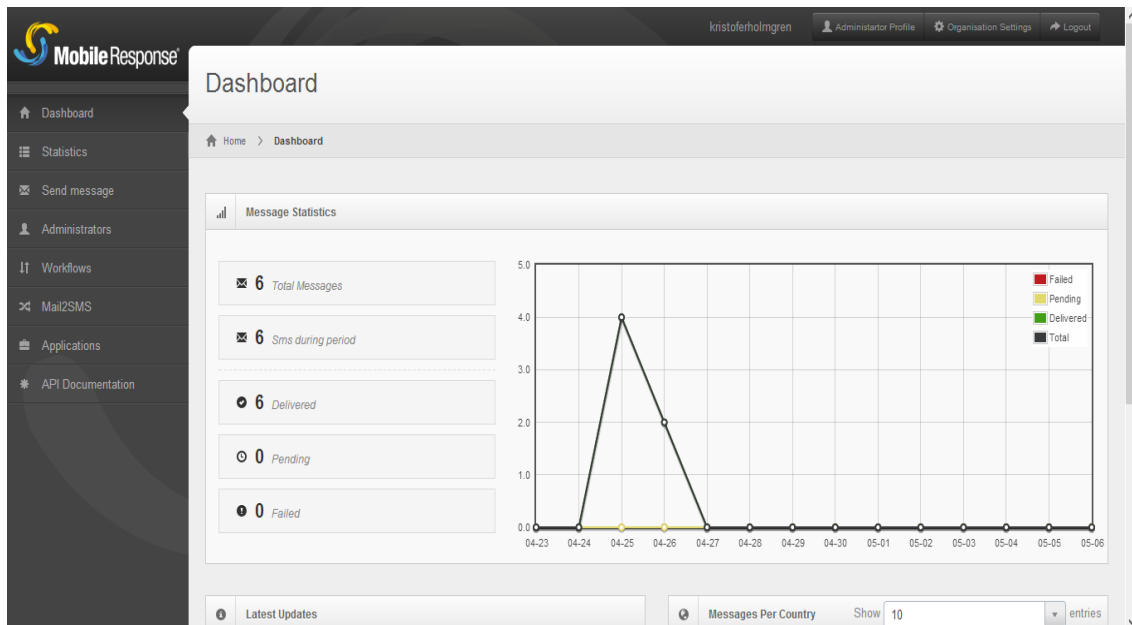 MobileResponse®
kristoferholmgren
Administartor Profile
Organisation Settings
Logout
Dashboard
Statistics
Send message
Administrators
Workflows
Mail2SMS
Applications
API Documentation
Dashboard
Home > Dashboard
Message Statistics
6 Total Messages
6 Sms during period
6 Delivered
0 Pending
0 Failed
5.0
4.0
3.0
2.0
1.0
0.0
04-23 04-24 04-25 04-26 04-27 04-28 04-29 04-30 05-01 05-02 05-03 05-04 05-05 05-06
Failed
Pending
Delivered
Total
Latest Updates
Messages Per Country
Show 10 entries